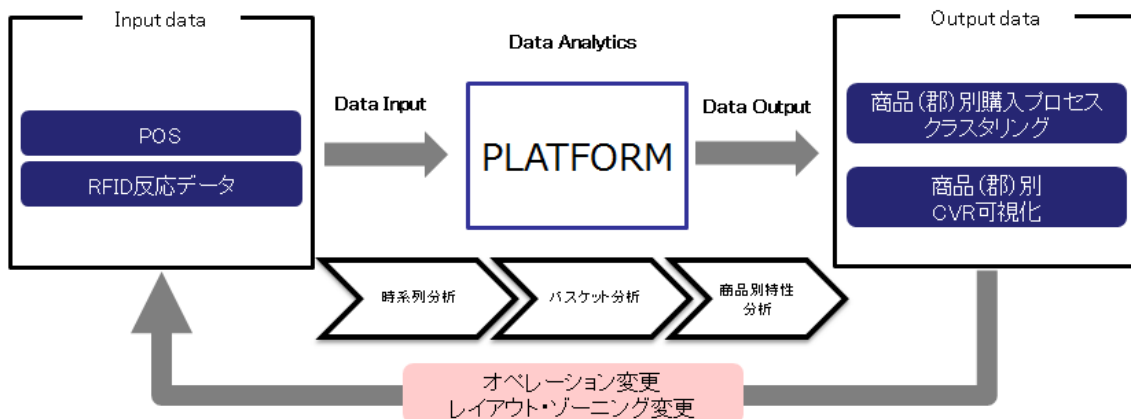 Input data
POS
RFID反応データ
Data Input
Data Analytics
PLATFORM
Data Output
Output data
商品(郡)別購入プロセス
クラスタリング
商品(郡)別
CVR可視化
時系列分析
バスケット分析
商品別特性
分析
オペレーション変更
レイアウト・ゾーニング変更